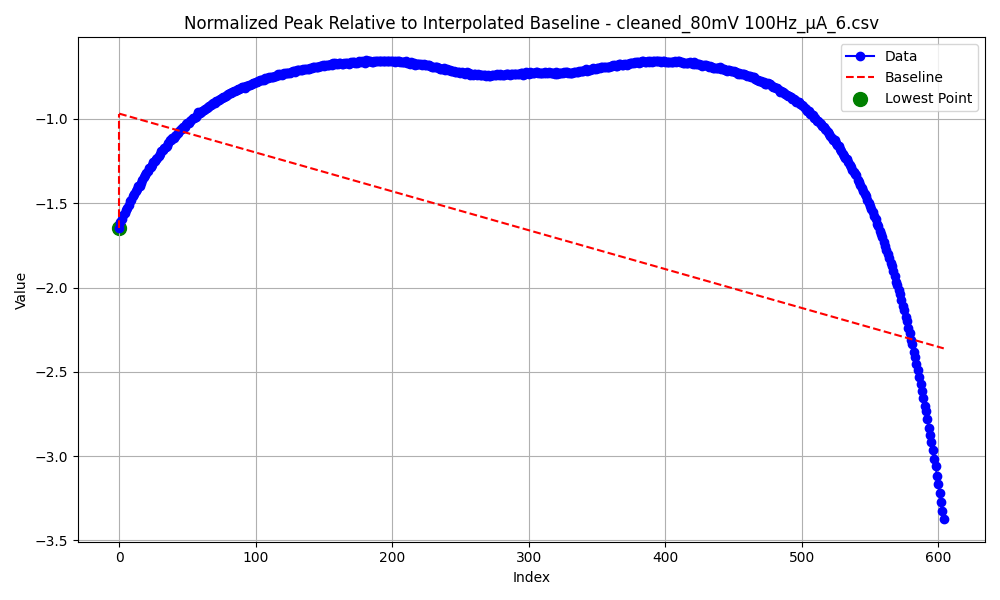 Normalized Peak Relative to Interpolated Baseline - cleaned_80mV 100Hz_µA_6.csv
Data
Baseline
Lowest Point
Value
−1.0
−1.5
−2.0
−2.5
−3.0
−3.5
0 100 200 300 400 500 600
Index